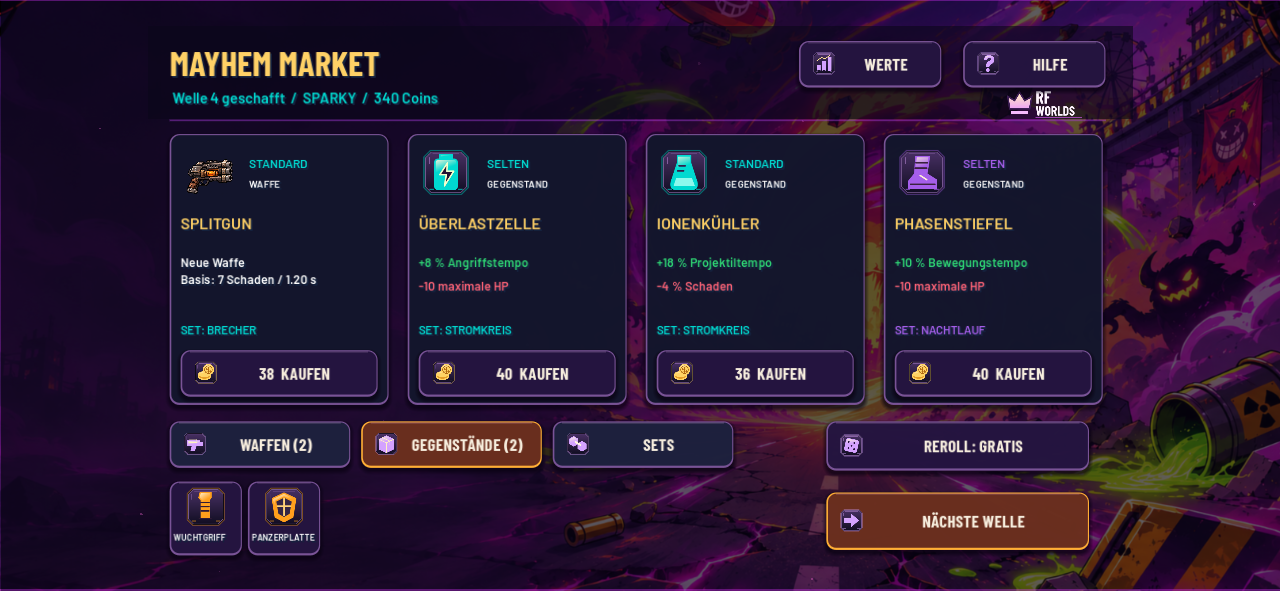 MAYHEM MARKET
Welle 4 geschafft / SPARKY / 340 Coins
WERTE
HILFE
RF
WORLDS
STANDARD
WAFFE
SPLITGUN
Neue Waffe
Basis: 7 Schaden / 1.20 s
SET: BRECHER
38 KAUFEN
SELTEN
GEGENSTAND
ÜBERLASTZELLE
+8 % Angriffstempo
-10 maximale HP
SET: STROMKREIS
40 KAUFEN
STANDARD
GEGENSTAND
IONENKÜHLER
+18 % Projektiltempo
-4 % Schaden
SET: STROMKREIS
36 KAUFEN
SELTEN
GEGENSTAND
PHASENSTIEFEL
+10 % Bewegungstempo
-10 maximale HP
SET: NACHTLAUF
40 KAUFEN
WAFFEN (2)
GEGENSTÄNDE (2)
SETS
REROLL: GRATIS
WUCHTGRIFF
PANZERPLATTE
NÄCHSTE WELLE